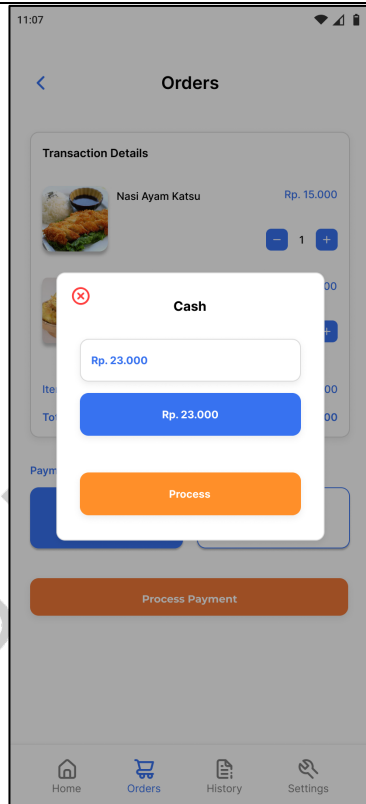 11:07
Orders
Transaction Details
Nasi Ayam Katsu
Rp. 15.000
1
Cash
Rp. 23.000
Rp. 23.000
Process
Process Payment
Home
Orders
History
Settings